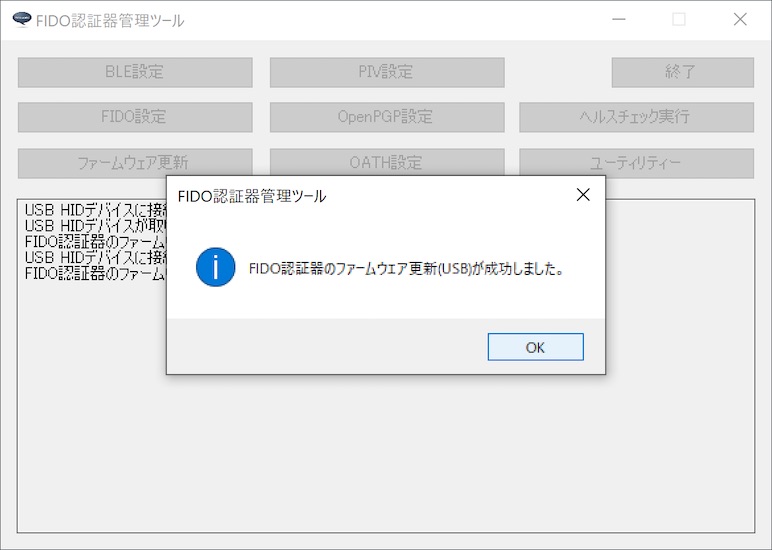 FIDO認証器管理ツール
BLE設定
PIV設定
終了
FIDO設定
OpenPGP設定
ヘルスチェック実行
ファームウェア更新
OATH設定
ユーティリティー
USB HIDデバイスに接
USB HIDデバイスが取
FIDO認証器のファーム
USB HIDデバイスに接
FIDO認証器のファーム
FIDO認証器管理ツール
FIDO認証器のファームウェア更新(USB)が成功しました。
OK